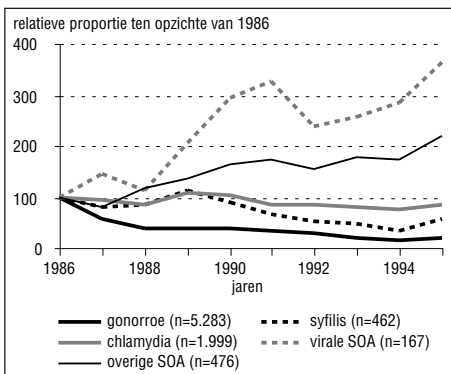 relatieve proportie ten opzichte van 1986
400
300
200
100
0
1986 1988 1990 1992 1994
jaren
gonorroe (n=5.283) syfilis (n=462)
chlamydia (n=1.999) virale SOA (n=167)
overige SOA (n=476)